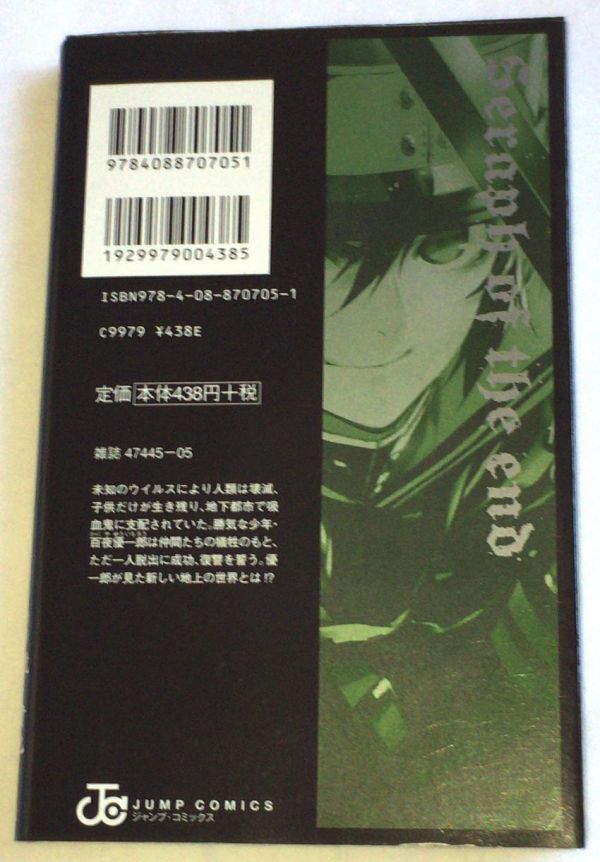 9784088707051
1929979004385
ISBN978-4-08-870705-1
C9979 ¥438E
定価 本体438円+税
雑誌 47445-05
未知のウイルスにより人類は壊滅、
子供だけが生き残り、地下都市で吸
血鬼に支配されていた。勝気な少年・
百夜優一郎は仲間たちの犠牲のもと、
ただ一人脱出に成功、復讐を誓う。優
一郎が見た新しい地上の世界とは!?
JUMP COMICS
ジャンプ・コミックス
Seraph of the end